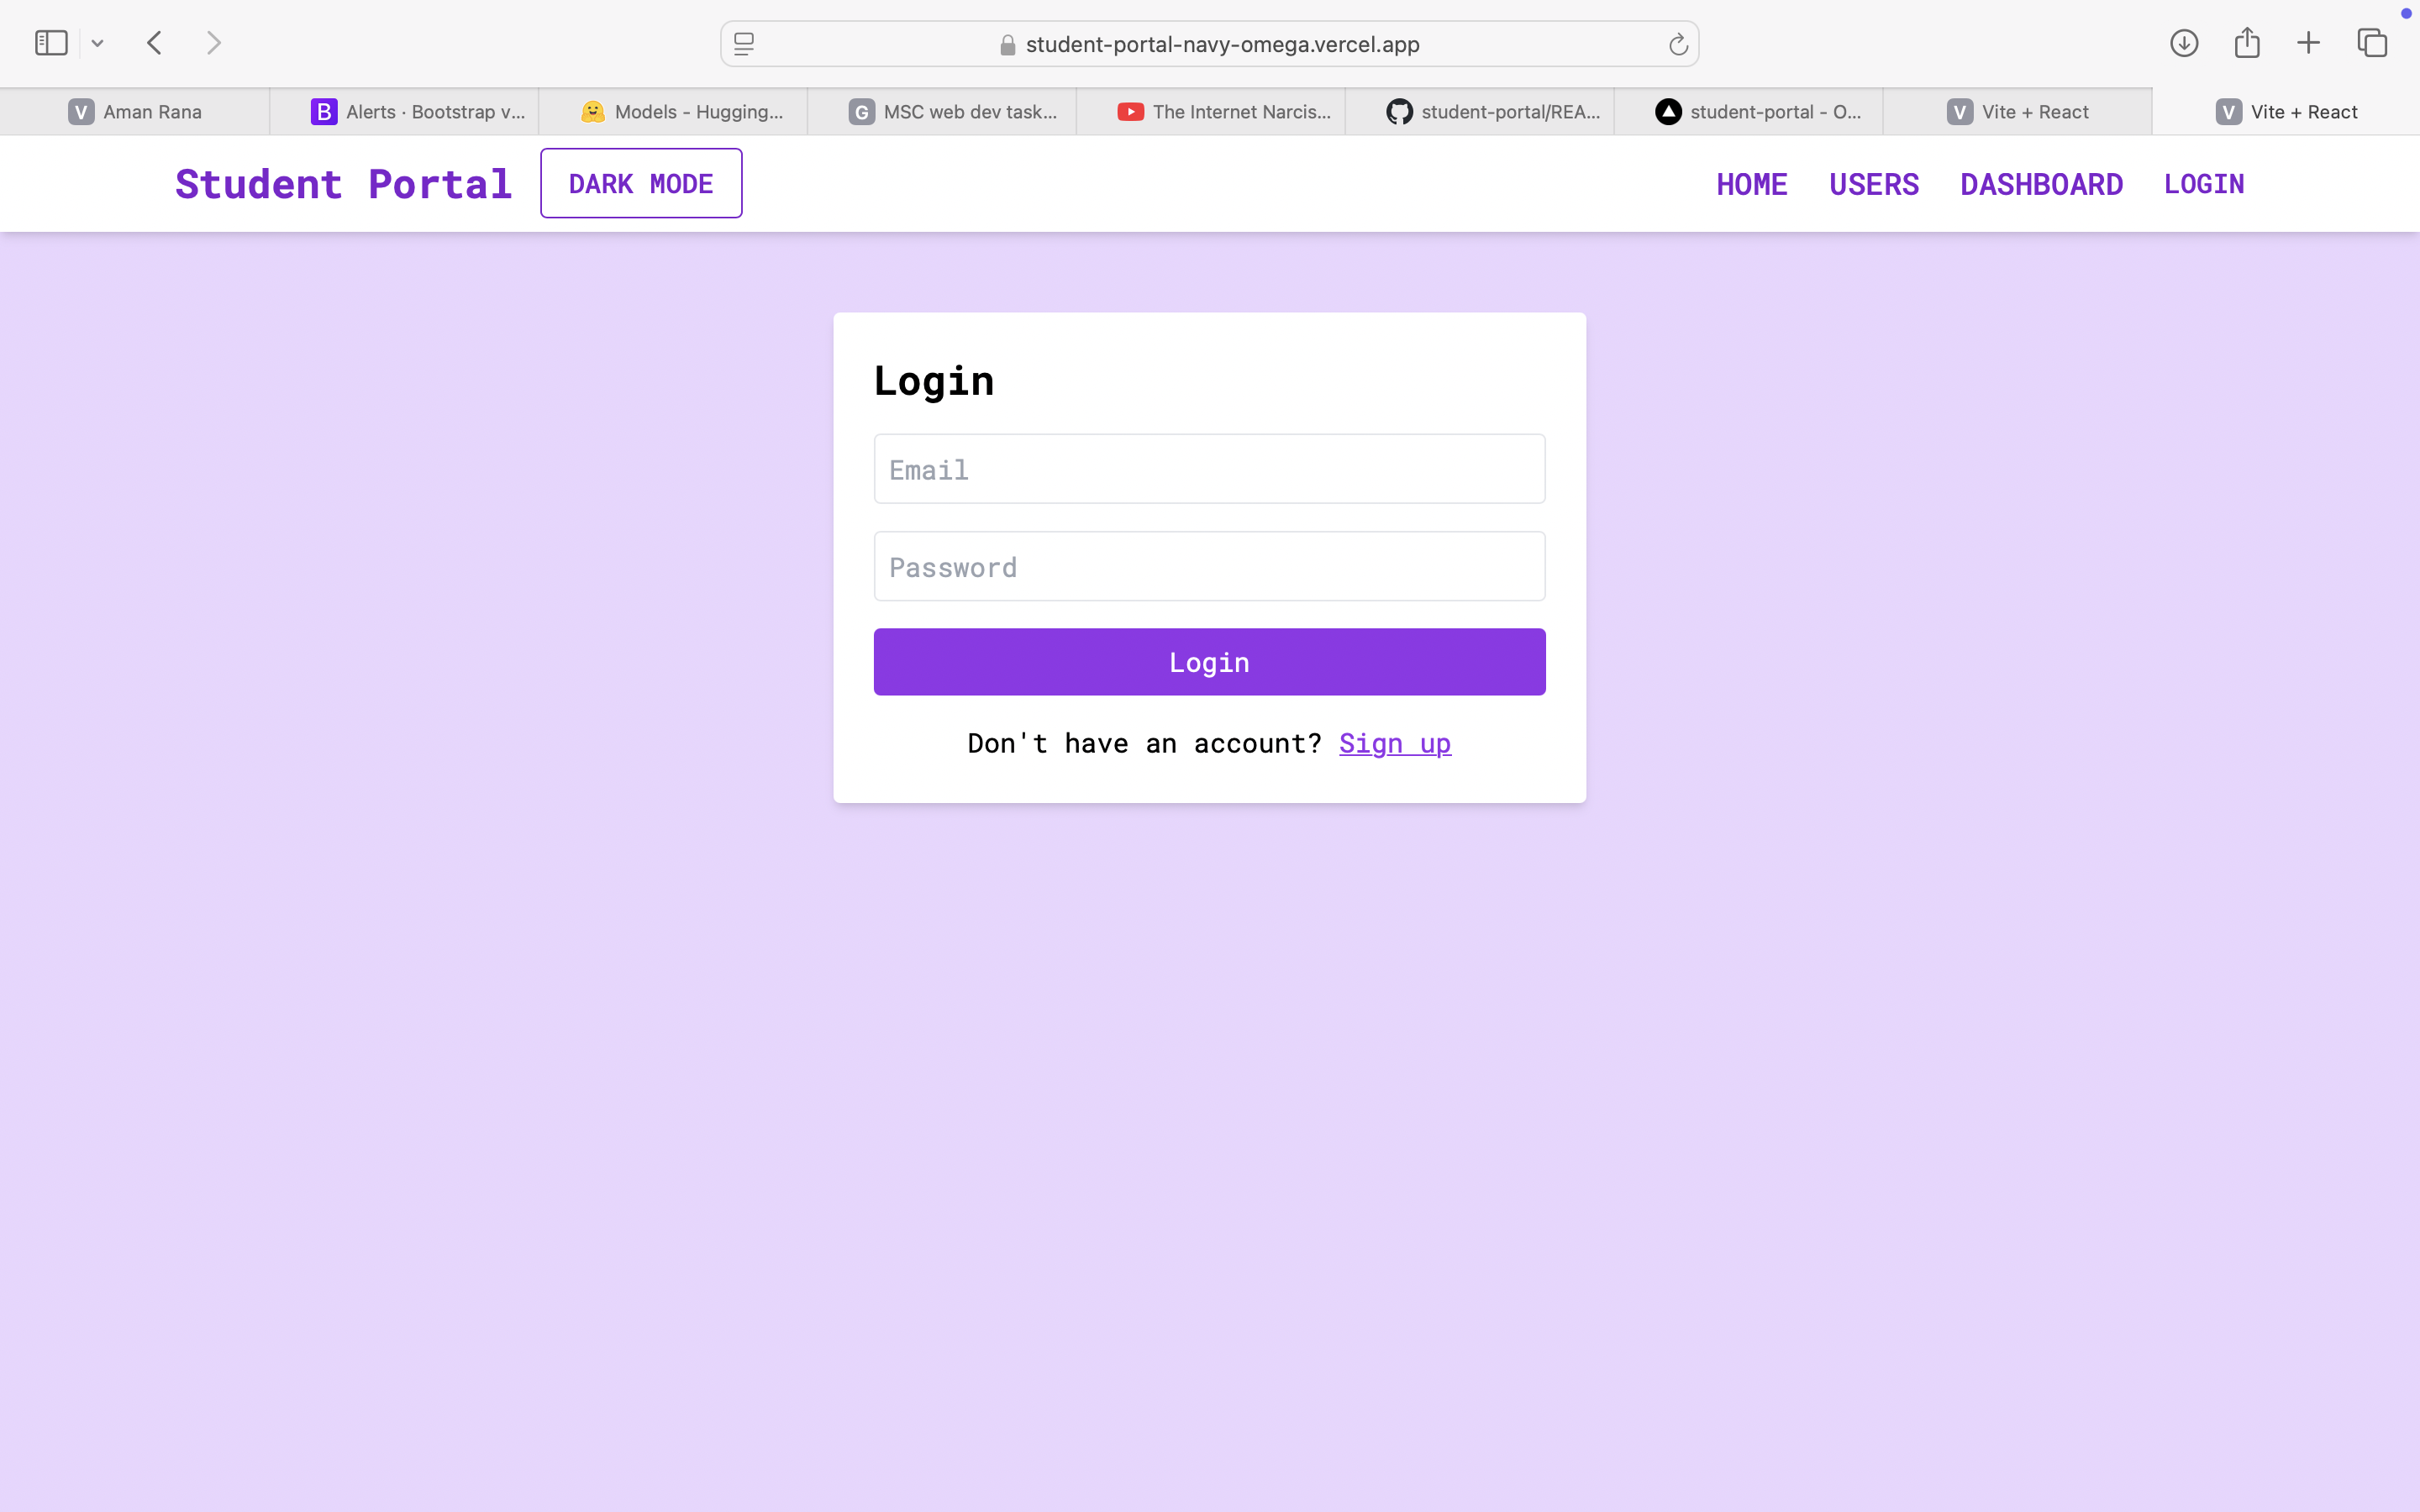 student-portal-navy-omega.vercel.app
V Aman Rana
B Alerts · Bootstrap v...
Models - Hugging...
G MSC web dev task...
The Internet Narcis...
student-portal/REA...
student-portal - O...
V Vite + React
V Vite + React
Student Portal
DARK MODE
HOME
USERS
DASHBOARD
LOGIN
Login
Email
Password
Login
Don't have an account? Sign up